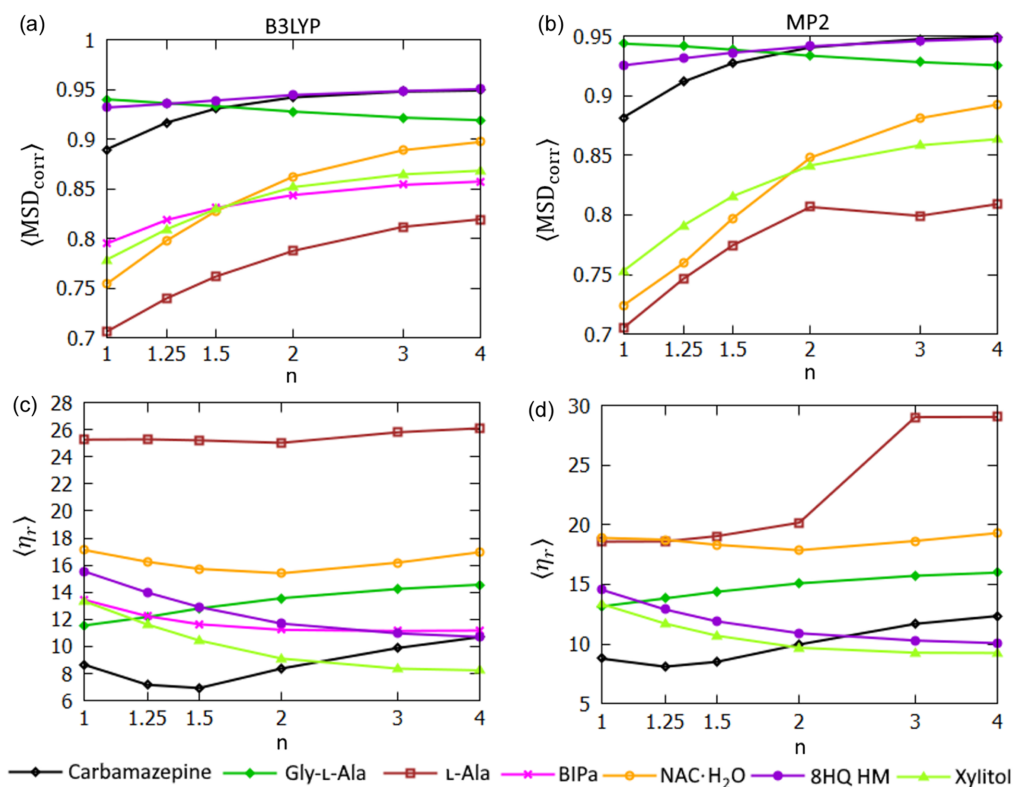 (a) B3LYP
1
0.95
0.9
0.85
0.8
0.75
0.7
⟨MSDcorr⟩
1 1.25 1.5 2 3 4
n
(b) MP2
0.95
0.9
0.85
0.8
0.75
0.7
⟨MSDcorr⟩
1 1.25 1.5 2 3 4
n
(c)
28
26
24
22
20
18
16
14
12
10
8
6
⟨ηr⟩
1 1.25 1.5 2 3 4
n
(d)
30
25
20
15
10
5
⟨ηr⟩
1 1.25 1.5 2 3 4
n
Carbamazepine Gly-ʟ-Ala ʟ-Ala BIPa NAC·H2O 8HQ HM Xylitol